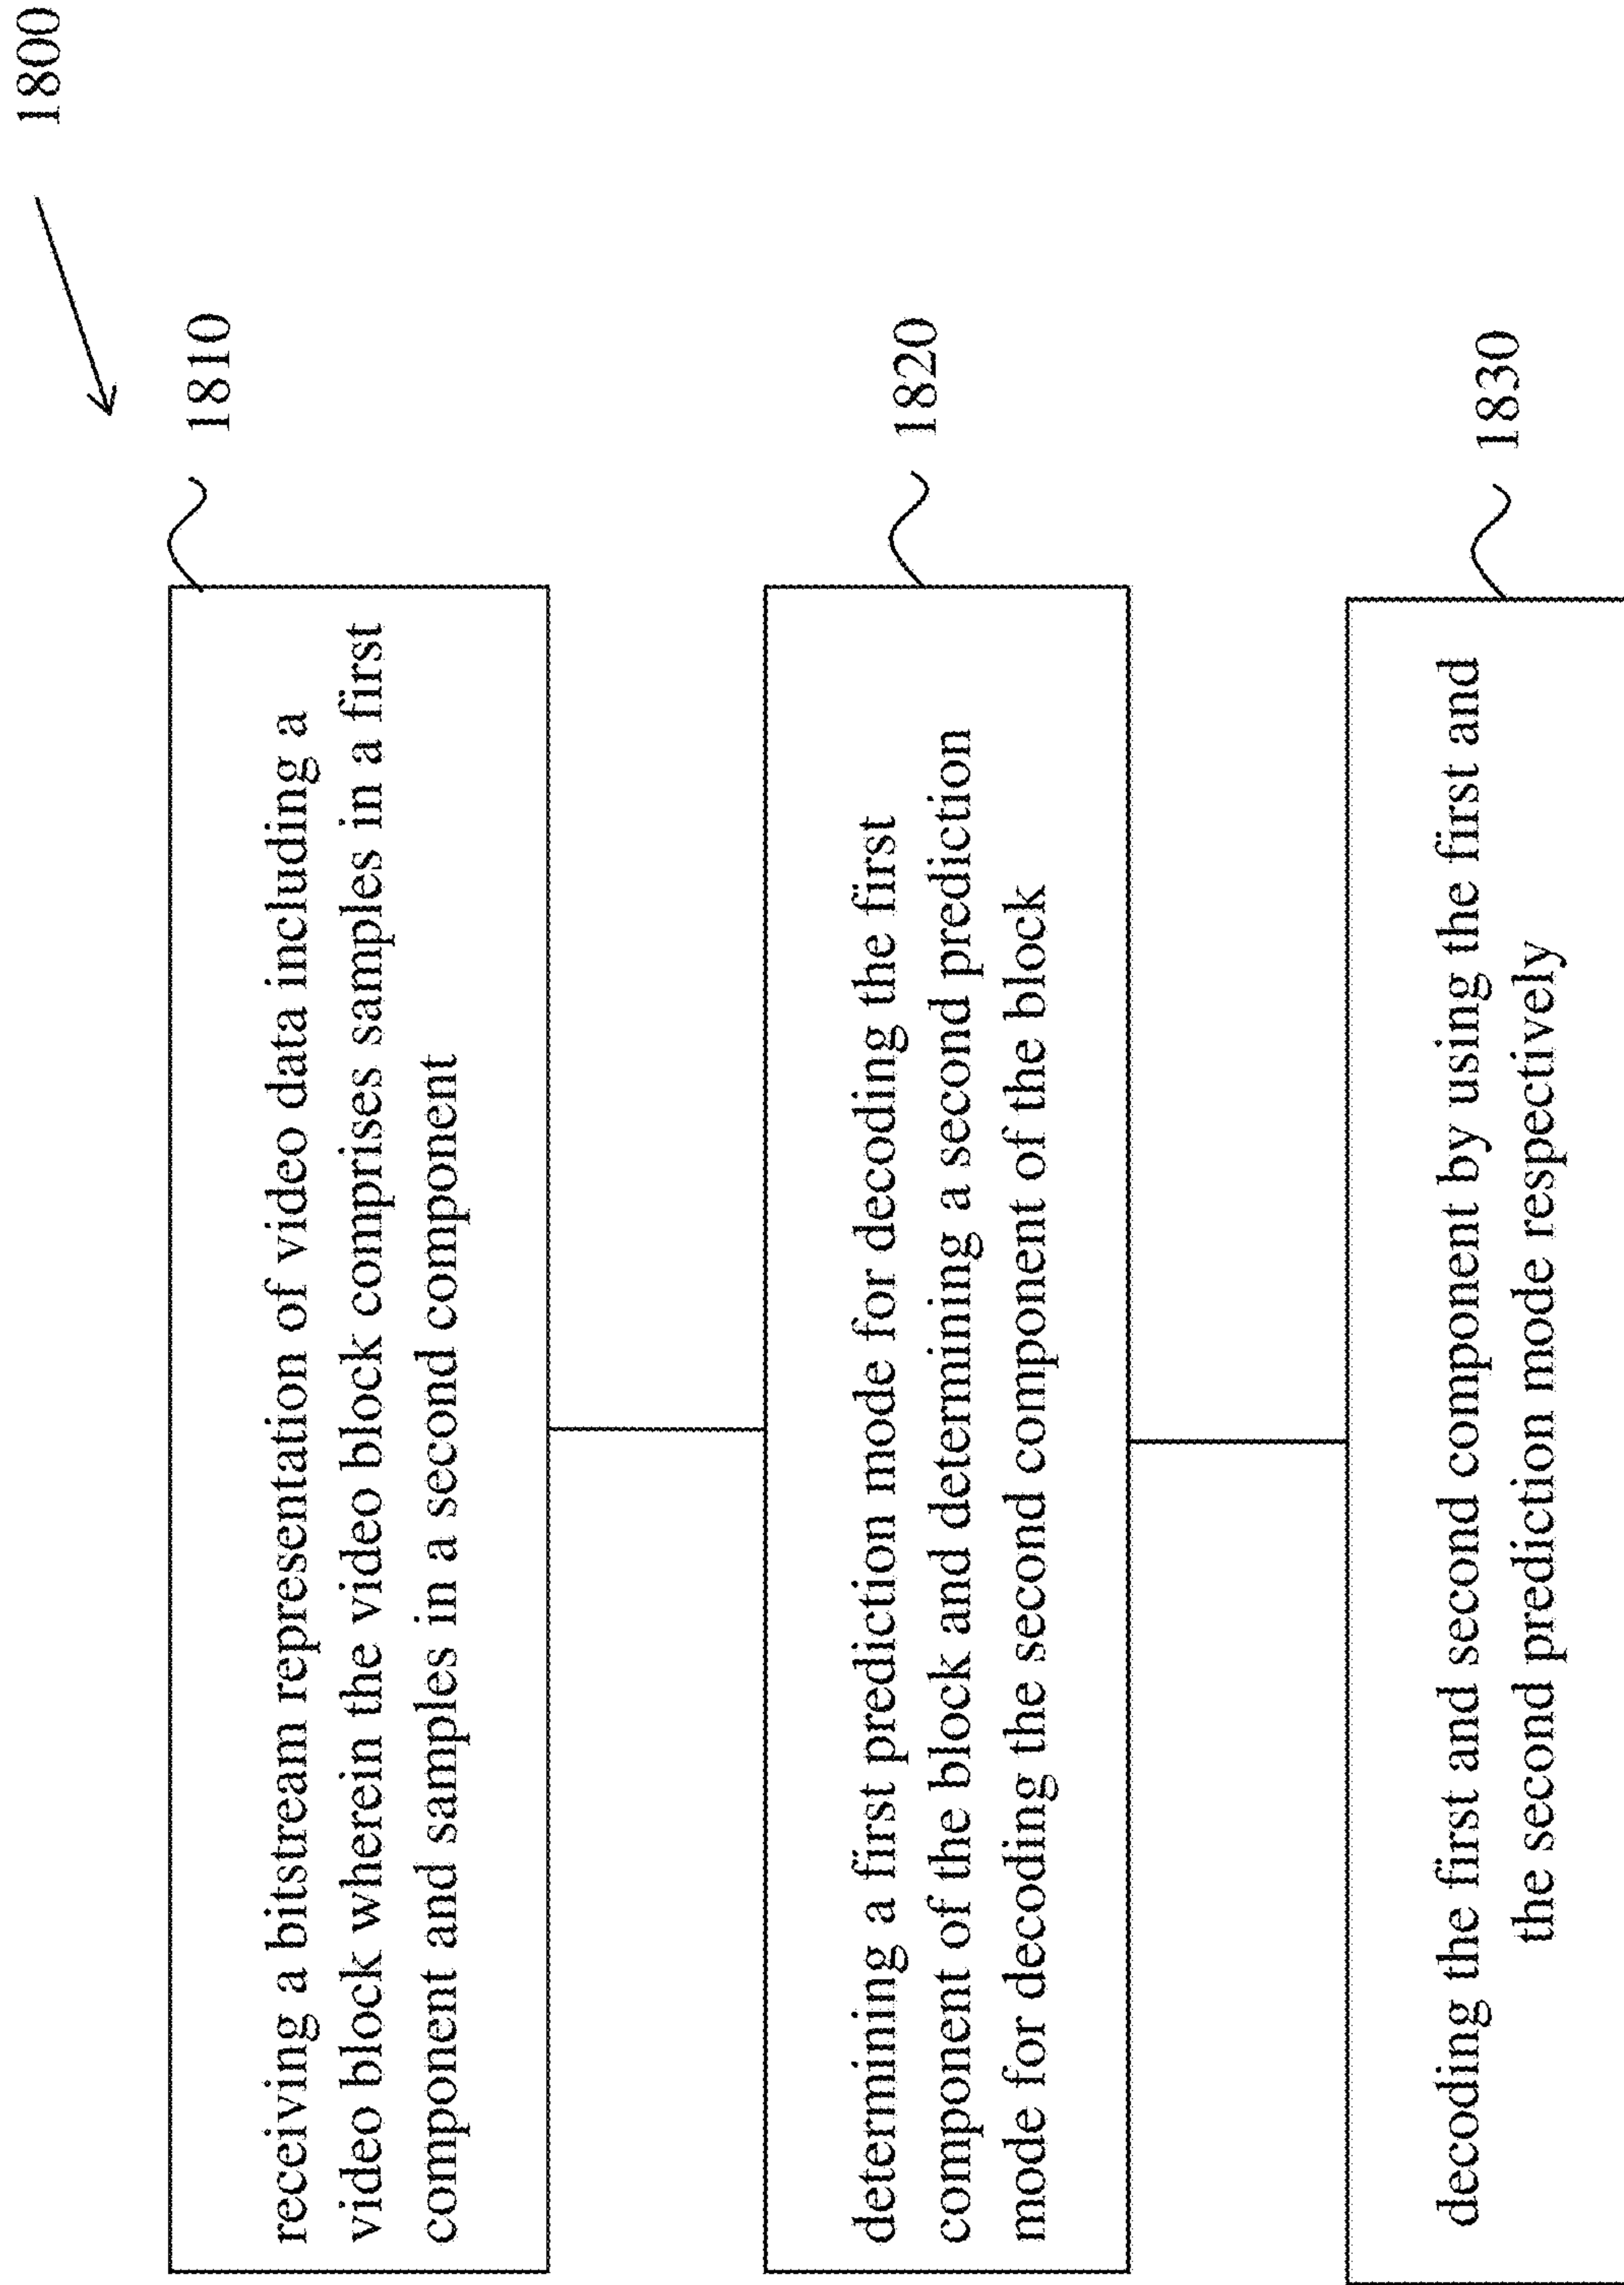 1800
1810
receiving a bitstream representation of video data including a
video block wherein the video block comprises samples in a first
component and samples in a second component
1820
determining a first prediction mode for decoding the first
component of the block and determining a second prediction
mode for decoding the second component of the block
1830
decoding the first and second component by using the first and
the second prediction mode respectively